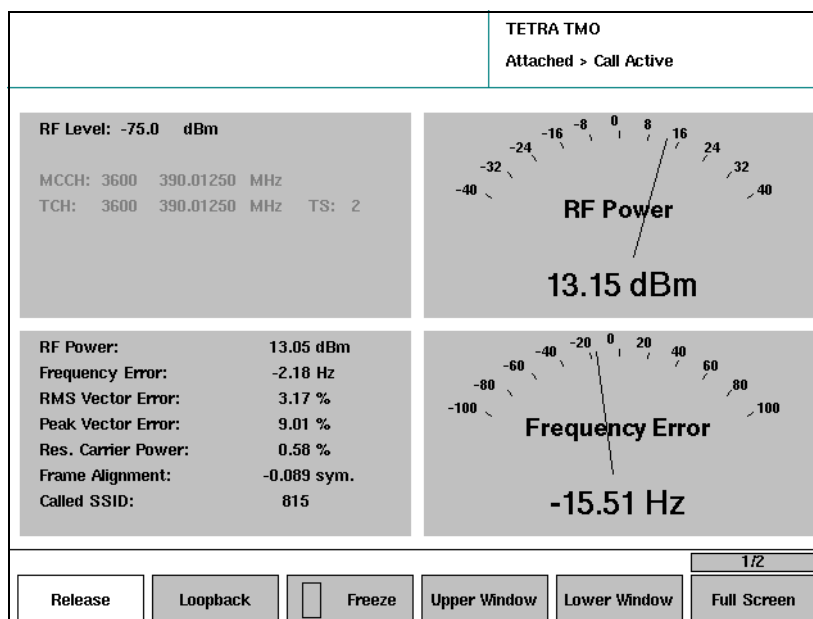 TETRA TMO
Attached > Call Active
RF Level: -75.0 dBm
MCCH: 3600 390.01250 MHz
TCH: 3600 390.01250 MHz TS: 2
-40 -32 -24 -16 -8 0 8 16 24 32 40
RF Power
13.15 dBm
RF Power: 13.05 dBm
Frequency Error: -2.18 Hz
RMS Vector Error: 3.17 %
Peak Vector Error: 9.01 %
Res. Carrier Power: 0.58 %
Frame Alignment: -0.089 sym.
Called SSID: 815
-100 -80 -60 -40 -20 0 20 40 60 80 100
Frequency Error
-15.51 Hz
1/2
Release Loopback Freeze Upper Window Lower Window Full Screen